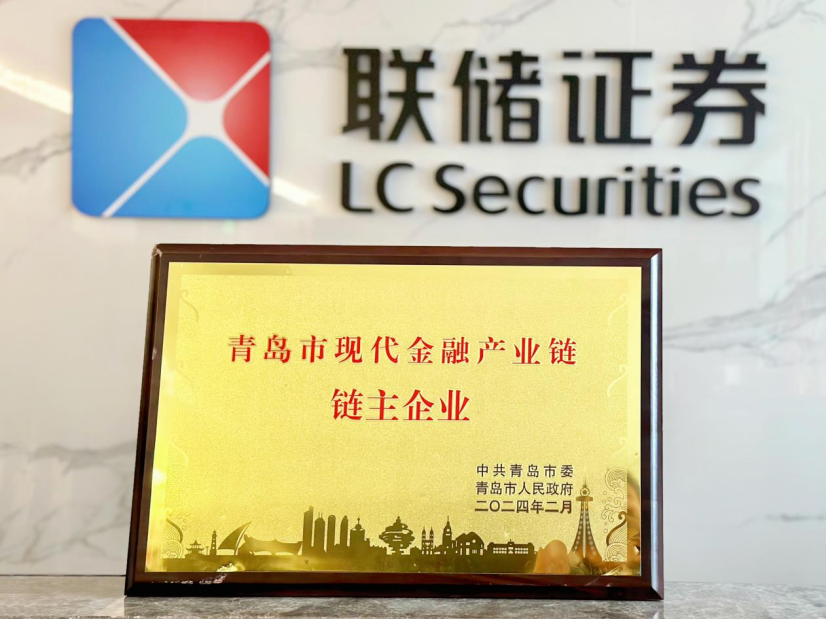 联储证券
LC Securities
青岛市现代金融产业链
链主企业
中共青岛市委
青岛市人民政府
二〇二四年二月